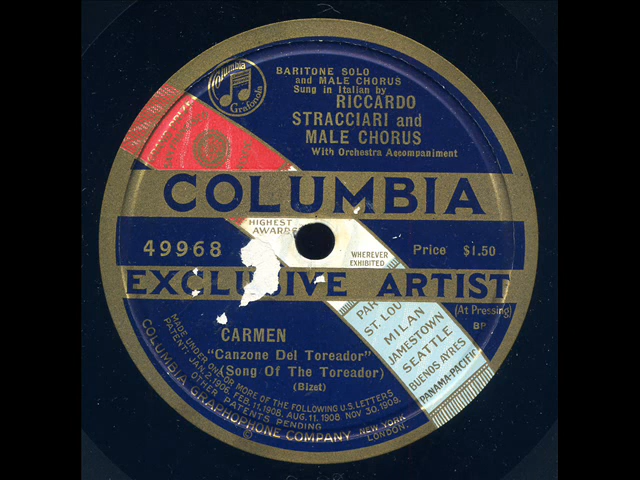 Columbia
Grafonola
BARITONE SOLO
and MALE CHORUS
Sung in Italian by
RICCARDO
STRACCIARI and
MALE CHORUS
With Orchestra Accompaniment
COLUMBIA
HIGHEST
AWARD
49968
WHEREVER
EXHIBITED
Price $1.50
EXCLUSIVE ARTIST
(At Pressing)
BP
ST. LOU
MILAN
JAMESTOWN
SEATTLE
BUENOS AYRES
PANAMA-PACIFIC
CARMEN
"Canzone Del Toreador"
(Song Of The Toreador)
(Bizet)
MADE UNDER ONE OR MORE OF THE FOLLOWING U.S. LETTERS
PATENT: JAN. 21, 1906, FEB. 11, 1908, AUG. 11, 1908, NOV. 30, 1909,
OTHER PATENTS PENDING
COLUMBIA GRAPHOPHONE COMPANY NEW YORK
LONDON.